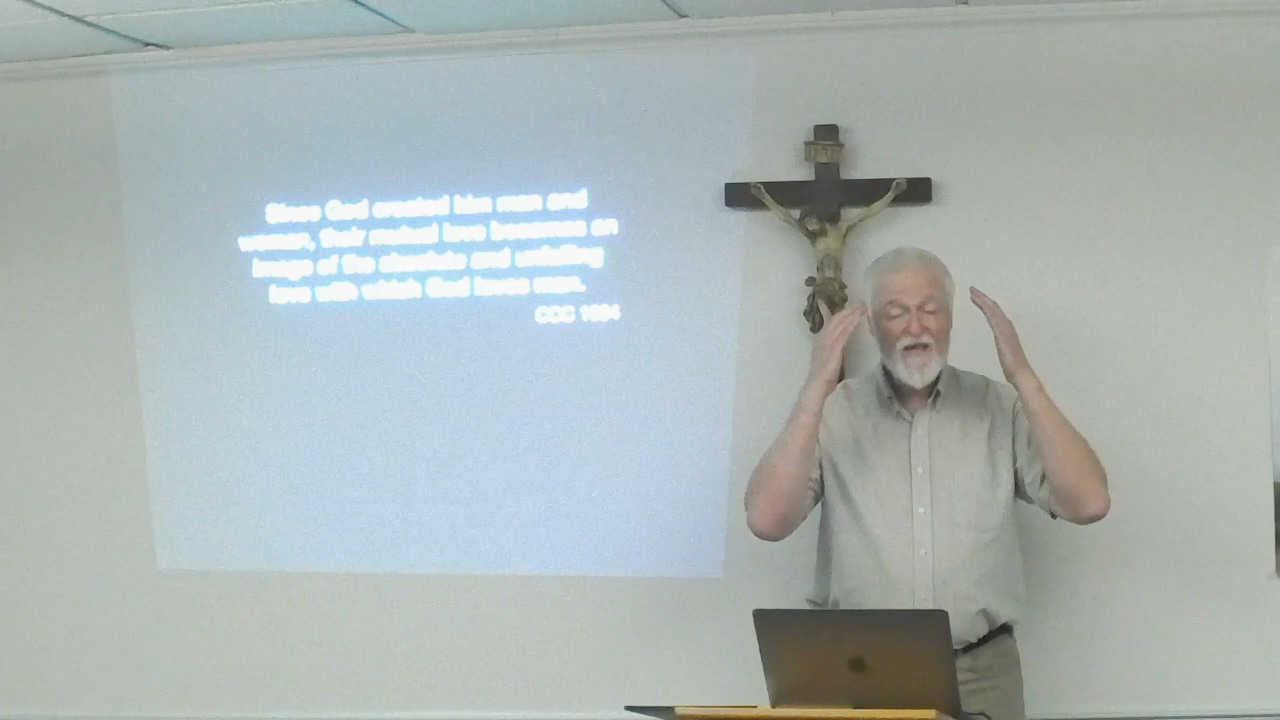 Since God created him man and
woman, their mutual love becomes an
image of the absolute and unfailing
love with which God loves man.
CCC 1604